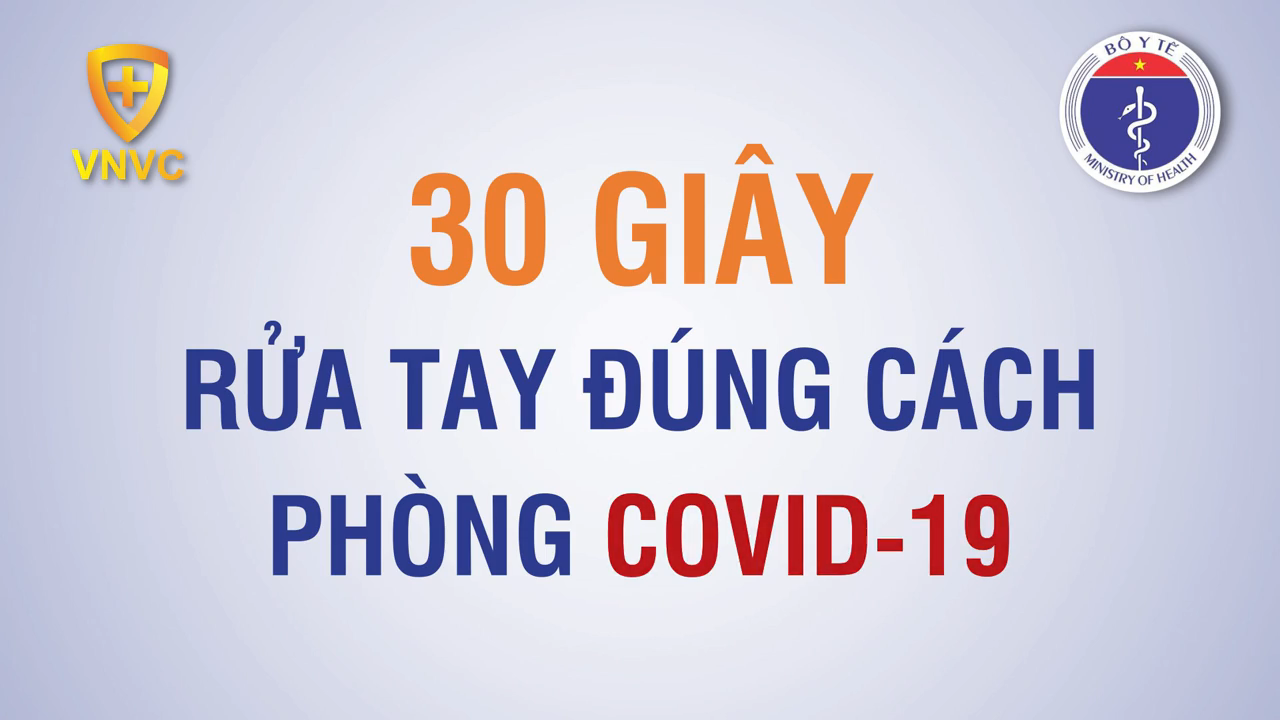 VNVC
BỘ Y TẾ
MINISTRY OF HEALTH
30 GIÂY
RỬA TAY ĐÚNG CÁCH
PHÒNG COVID-19